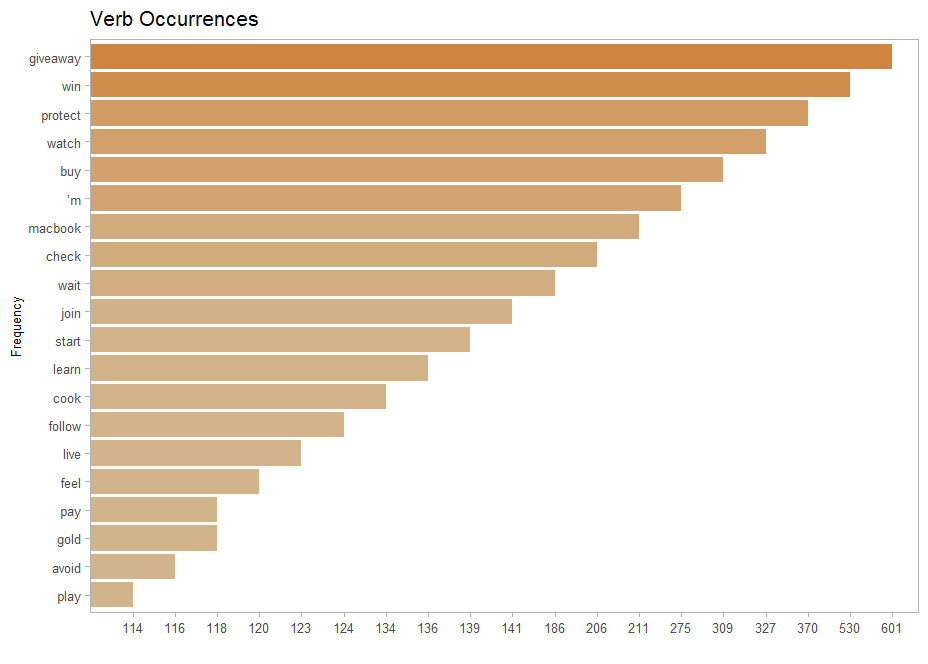 Verb Occurrences
giveaway
win
protect
watch
buy
'm
macbook
check
wait
join
start
learn
cook
follow
live
feel
pay
gold
avoid
play
Frequency
114 116 118 120 123 124 134 136 139 141 186 206 211 275 309 327 370 530 601